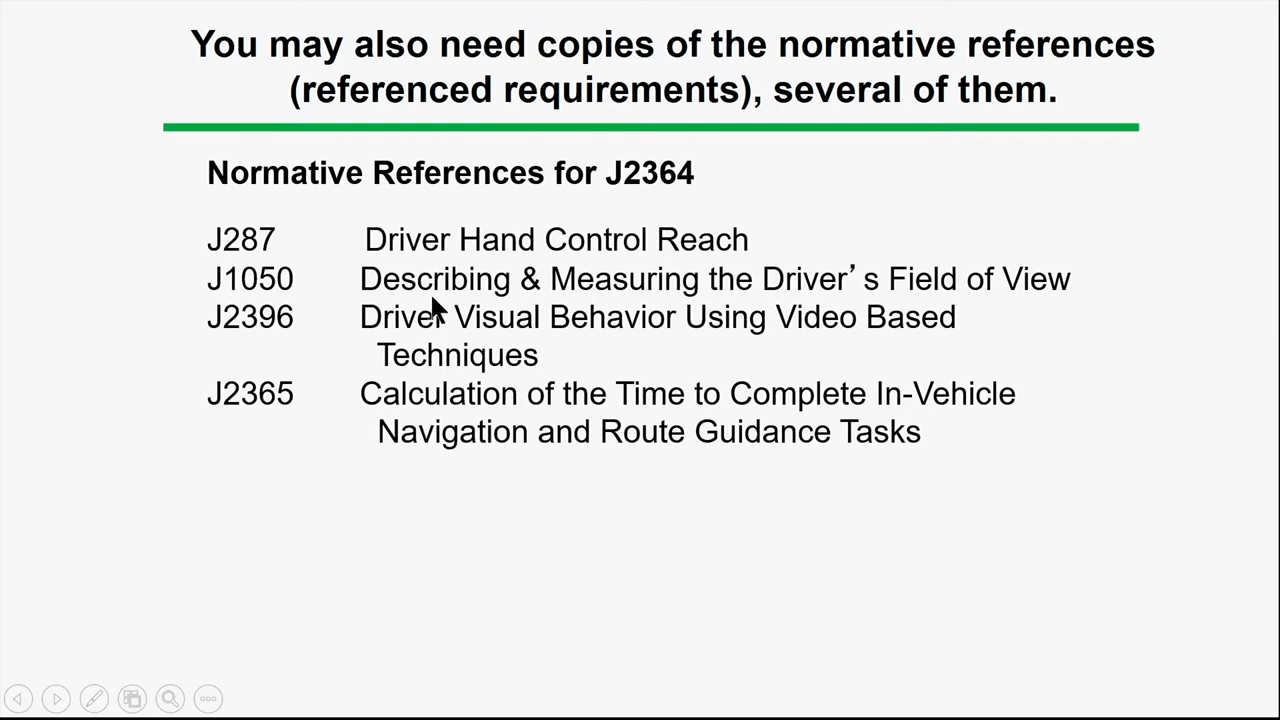 You may also need copies of the normative references
(referenced requirements), several of them.
Normative References for J2364
J287 Driver Hand Control Reach
J1050 Describing & Measuring the Driver’s Field of View
J2396 Driver Visual Behavior Using Video Based
Techniques
J2365 Calculation of the Time to Complete In-Vehicle
Navigation and Route Guidance Tasks